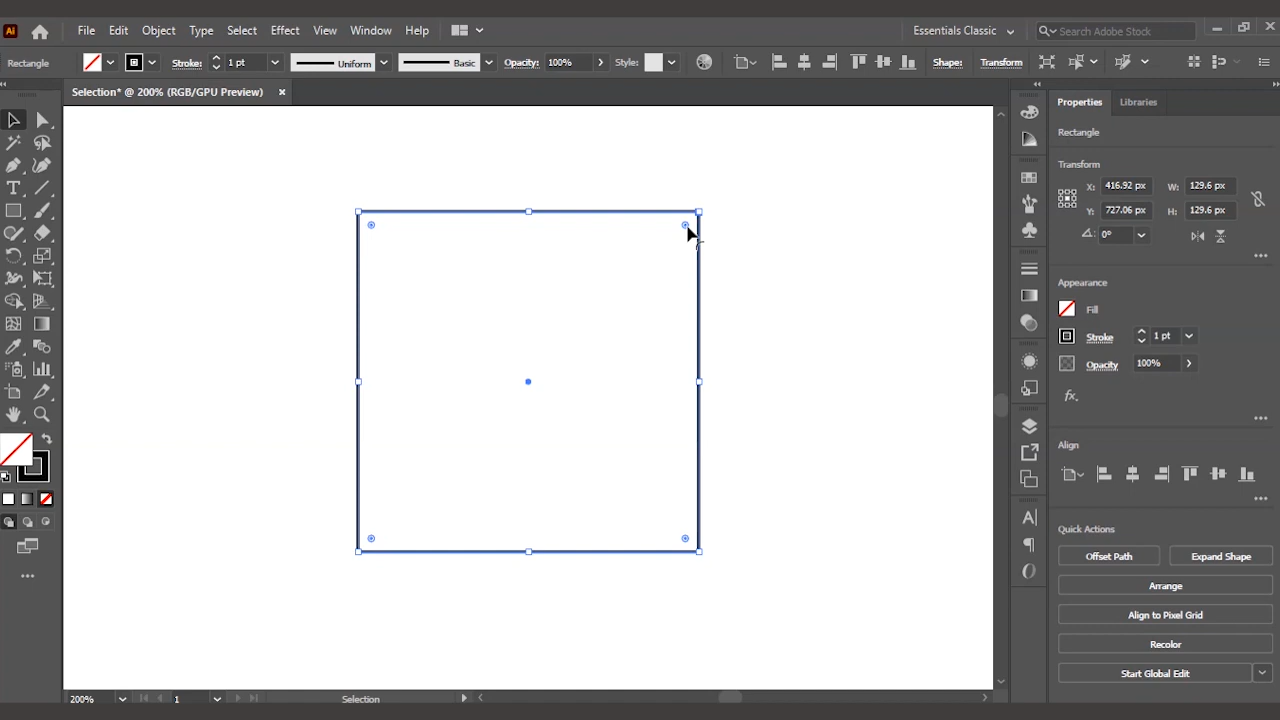 Ai File Edit Object Type Select Effect View Window Help Essentials Classic Search Adobe Stock
Rectangle Stroke: 1 pt Uniform Basic Opacity: 100% Style: Shape: Transform
Selection* @ 200% (RGB/GPU Preview) ×
Properties Libraries
Rectangle
Transform
X: 416.92 px W: 129.6 px
Y: 727.06 px H: 129.6 px
0°
Appearance
Fill
Stroke 1 pt
Opacity 100%
fx.
Align
Quick Actions
Offset Path Expand Shape
Arrange
Align to Pixel Grid
Recolor
Start Global Edit
200% 1 Selection